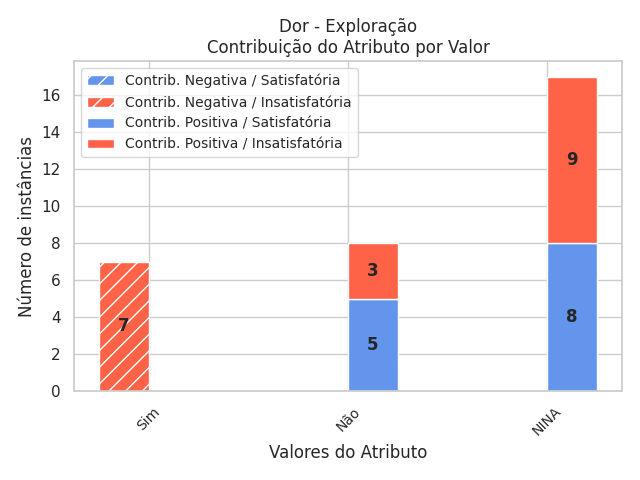 Dor - Exploração
Contribuição do Atributo por Valor
Contrib. Negativa / Satisfatória
Contrib. Negativa / Insatisfatória
Contrib. Positiva / Satisfatória
Contrib. Positiva / Insatisfatória
Número de instâncias
16
14
12
10
8
6
4
2
0
7
3
5
9
8
Sim
Não
NINA
Valores do Atributo